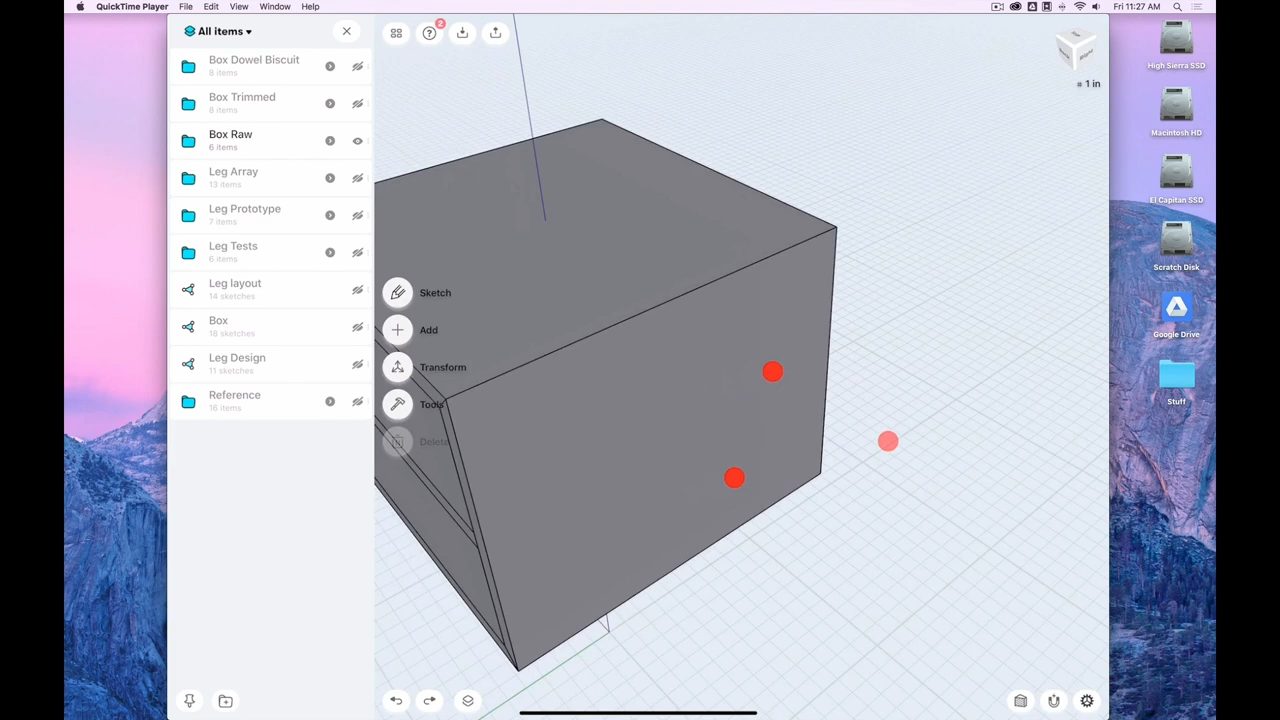 QuickTime Player File Edit View Window Help
Fri 11:27 AM
All items
2
Box Dowel Biscuit
8 items
Box Trimmed
8 items
Box Raw
6 items
Leg Array
13 items
Leg Prototype
7 items
Leg Tests
6 items
Leg layout
14 sketches
Box
18 sketches
Leg Design
11 sketches
Reference
16 items
Sketch
Add
Transform
Tools
Delete
Right
1 in
High Sierra SSD
Macintosh HD
El Capitan SSD
Scratch Disk
Google Drive
Stuff